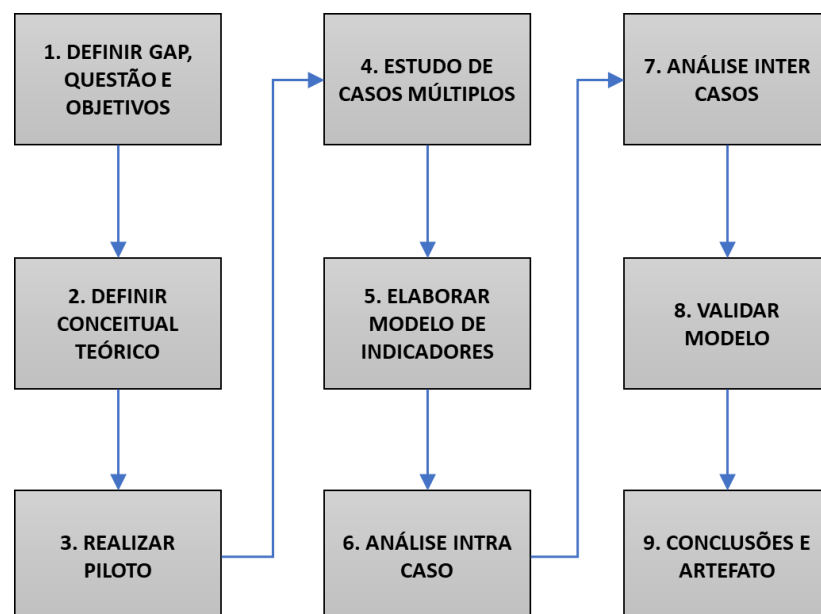 1. DEFINIR GAP,
QUESTÃO E
OBJETIVOS
2. DEFINIR
CONCEITUAL
TEÓRICO
3. REALIZAR
PILOTO
4. ESTUDO DE
CASOS MÚLTIPLOS
5. ELABORAR
MODELO DE
INDICADORES
6. ANÁLISE INTRA
CASO
7. ANÁLISE INTER
CASOS
8. VALIDAR
MODELO
9. CONCLUSÕES E
ARTEFATO